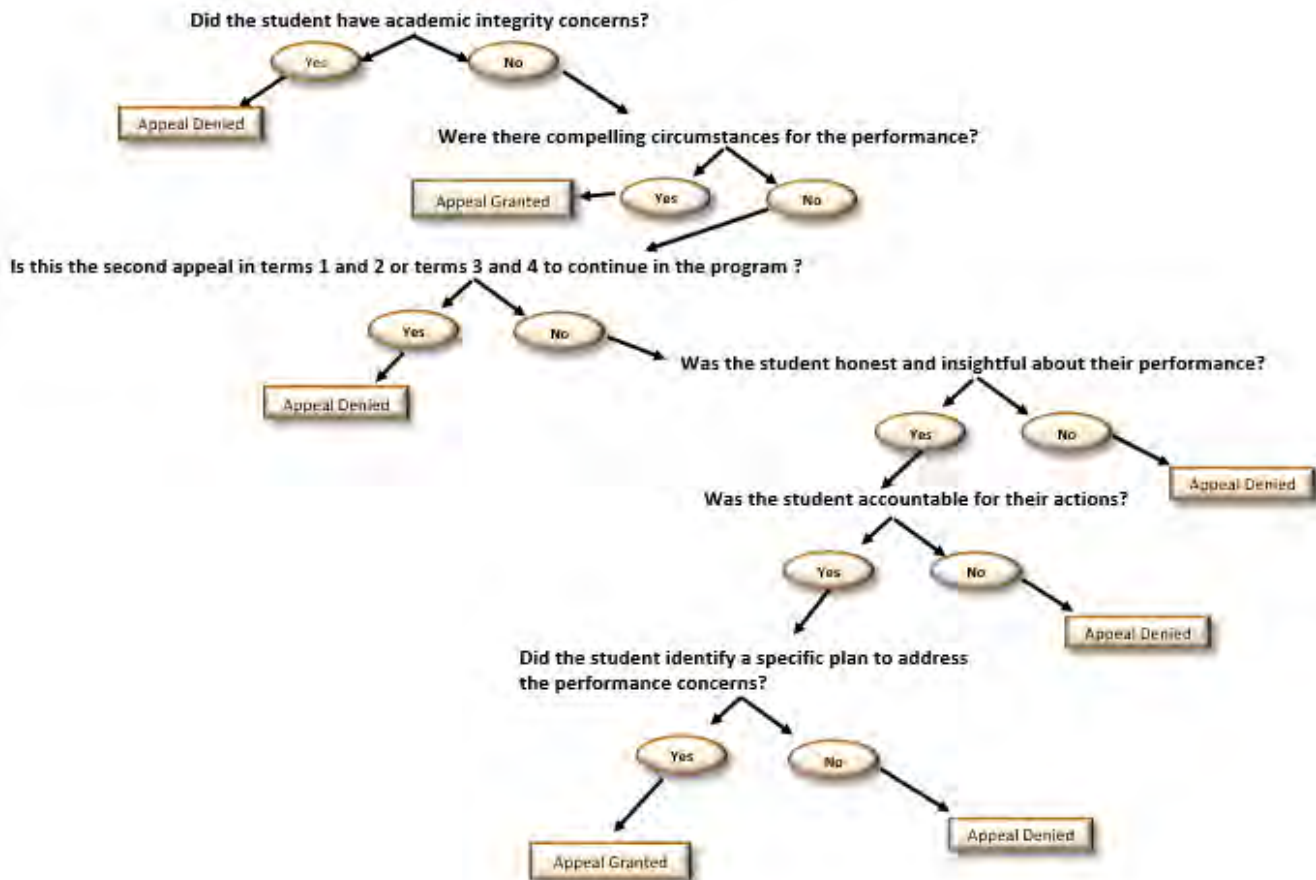 Did the student have academic integrity concerns?
Yes
No
Appeal Denied
Were there compelling circumstances for the performance?
Appeal Granted
Yes
No
Is this the second appeal in terms 1 and 2 or terms 3 and 4 to continue in the program ?
Yes
No
Appeal Denied
Was the student honest and insightful about their performance?
Yes
No
Appeal Denied
Was the student accountable for their actions?
Yes
No
Appeal Denied
Did the student identify a specific plan to address
the performance concerns?
Yes
No
Appeal Denied
Appeal Granted